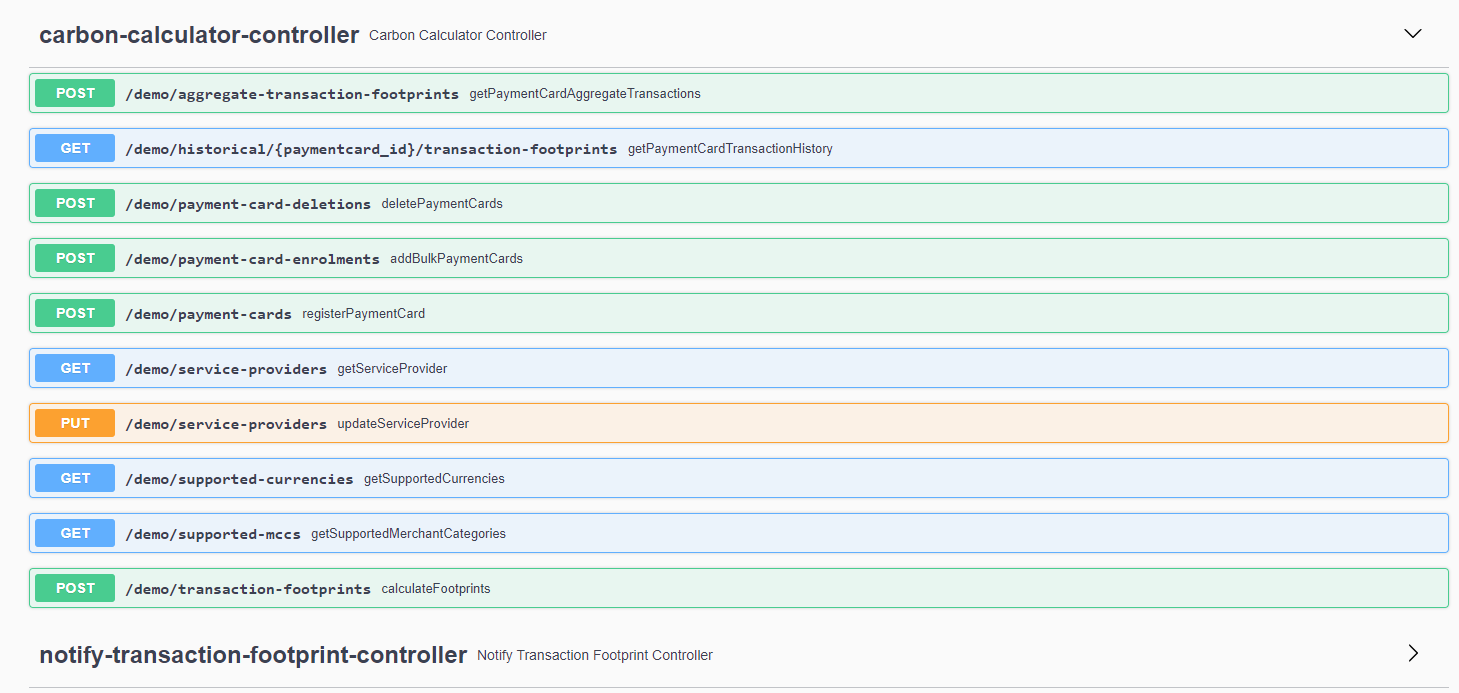 carbon-calculator-controller Carbon Calculator Controller
POST /demo/aggregate-transaction-footprints getPaymentCardAggregateTransactions
GET /demo/historical/{paymentcard_id}/transaction-footprints getPaymentCardTransactionHistory
POST /demo/payment-card-deletions deletePaymentCards
POST /demo/payment-card-enrolments addBulkPaymentCards
POST /demo/payment-cards registerPaymentCard
GET /demo/service-providers getServiceProvider
PUT /demo/service-providers updateServiceProvider
GET /demo/supported-currencies getSupportedCurrencies
GET /demo/supported-mccs getSupportedMerchantCategories
POST /demo/transaction-footprints calculateFootprints
notify-transaction-footprint-controller Notify Transaction Footprint Controller